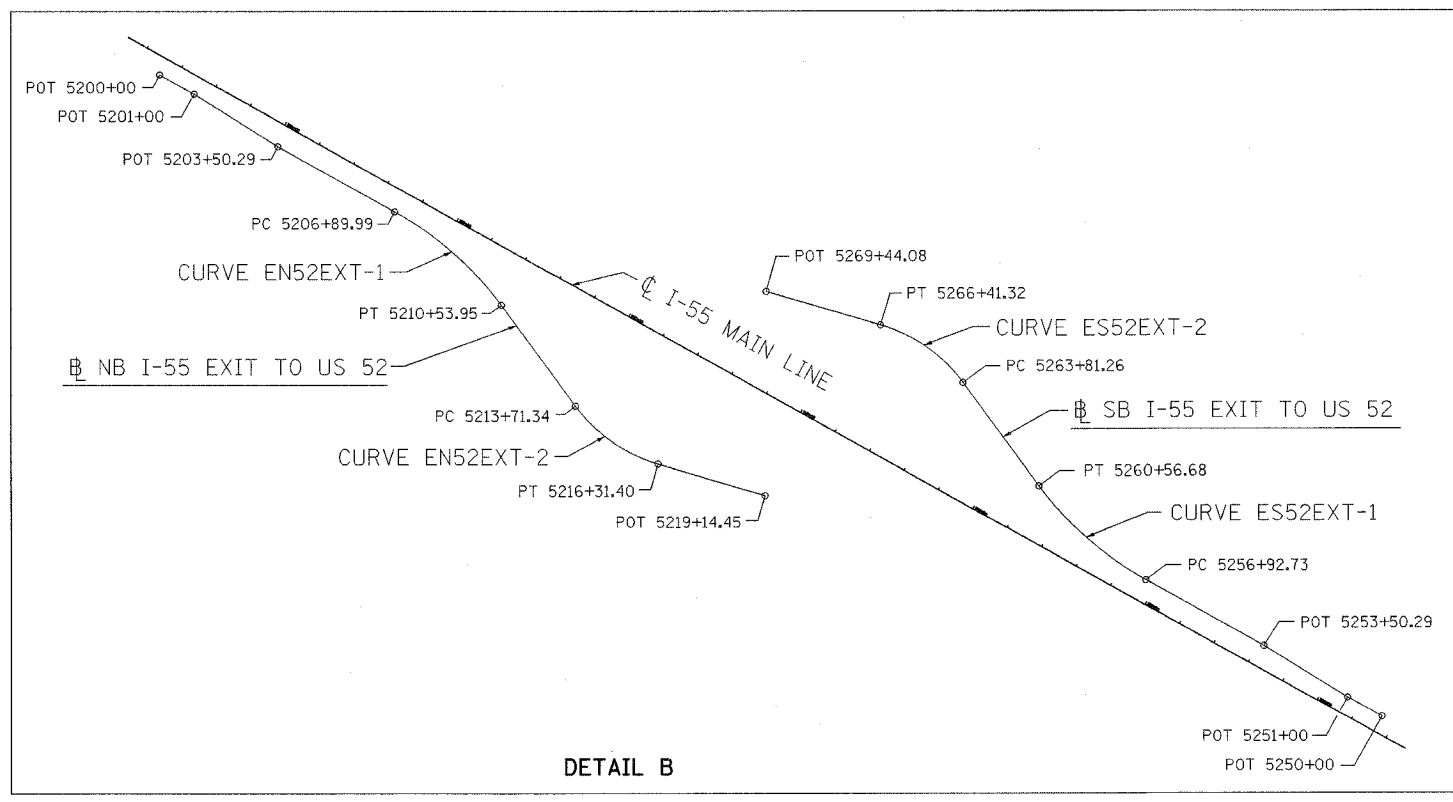 POT 5200+00
POT 5201+00
POT 5203+50.29
PC 5206+89.99
CURVE EN52EXT-1
PT 5210+53.95
℄ I-55 MAIN LINE
POT 5269+44.08
PT 5266+41.32
CURVE ES52EXT-2
BL NB I-55 EXIT TO US 52
PC 5263+81.26
PC 5213+71.34
BL SB I-55 EXIT TO US 52
CURVE EN52EXT-2
PT 5216+31.40
PT 5260+56.68
POT 5219+14.45
CURVE ES52EXT-1
PC 5256+92.73
POT 5253+50.29
POT 5251+00
POT 5250+00
DETAIL B